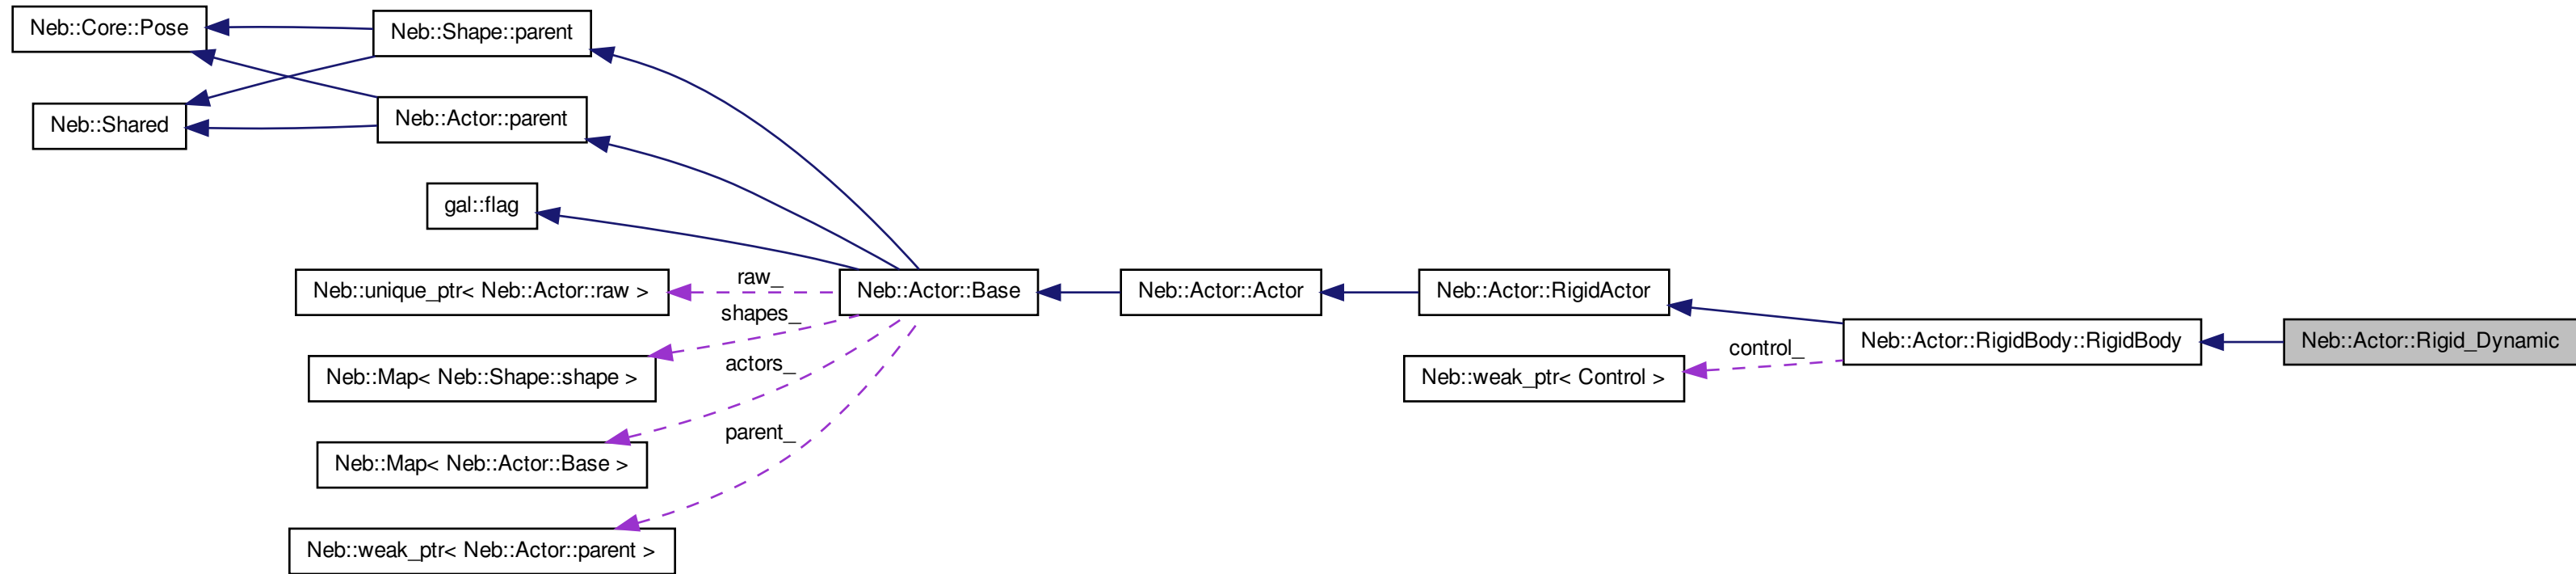 Neb::Core::Pose
Neb::Shape::parent
Neb::Shared
Neb::Actor::parent
gal::flag
Neb::unique_ptr< Neb::Actor::raw >
raw_
Neb::Actor::Base
Neb::Actor::Actor
Neb::Actor::RigidActor
shapes_
Neb::Map< Neb::Shape::shape >
actors_
Neb::weak_ptr< Control >
control_
Neb::Actor::RigidBody::RigidBody
Neb::Actor::Rigid_Dynamic
Neb::Map< Neb::Actor::Base >
parent_
Neb::weak_ptr< Neb::Actor::parent >